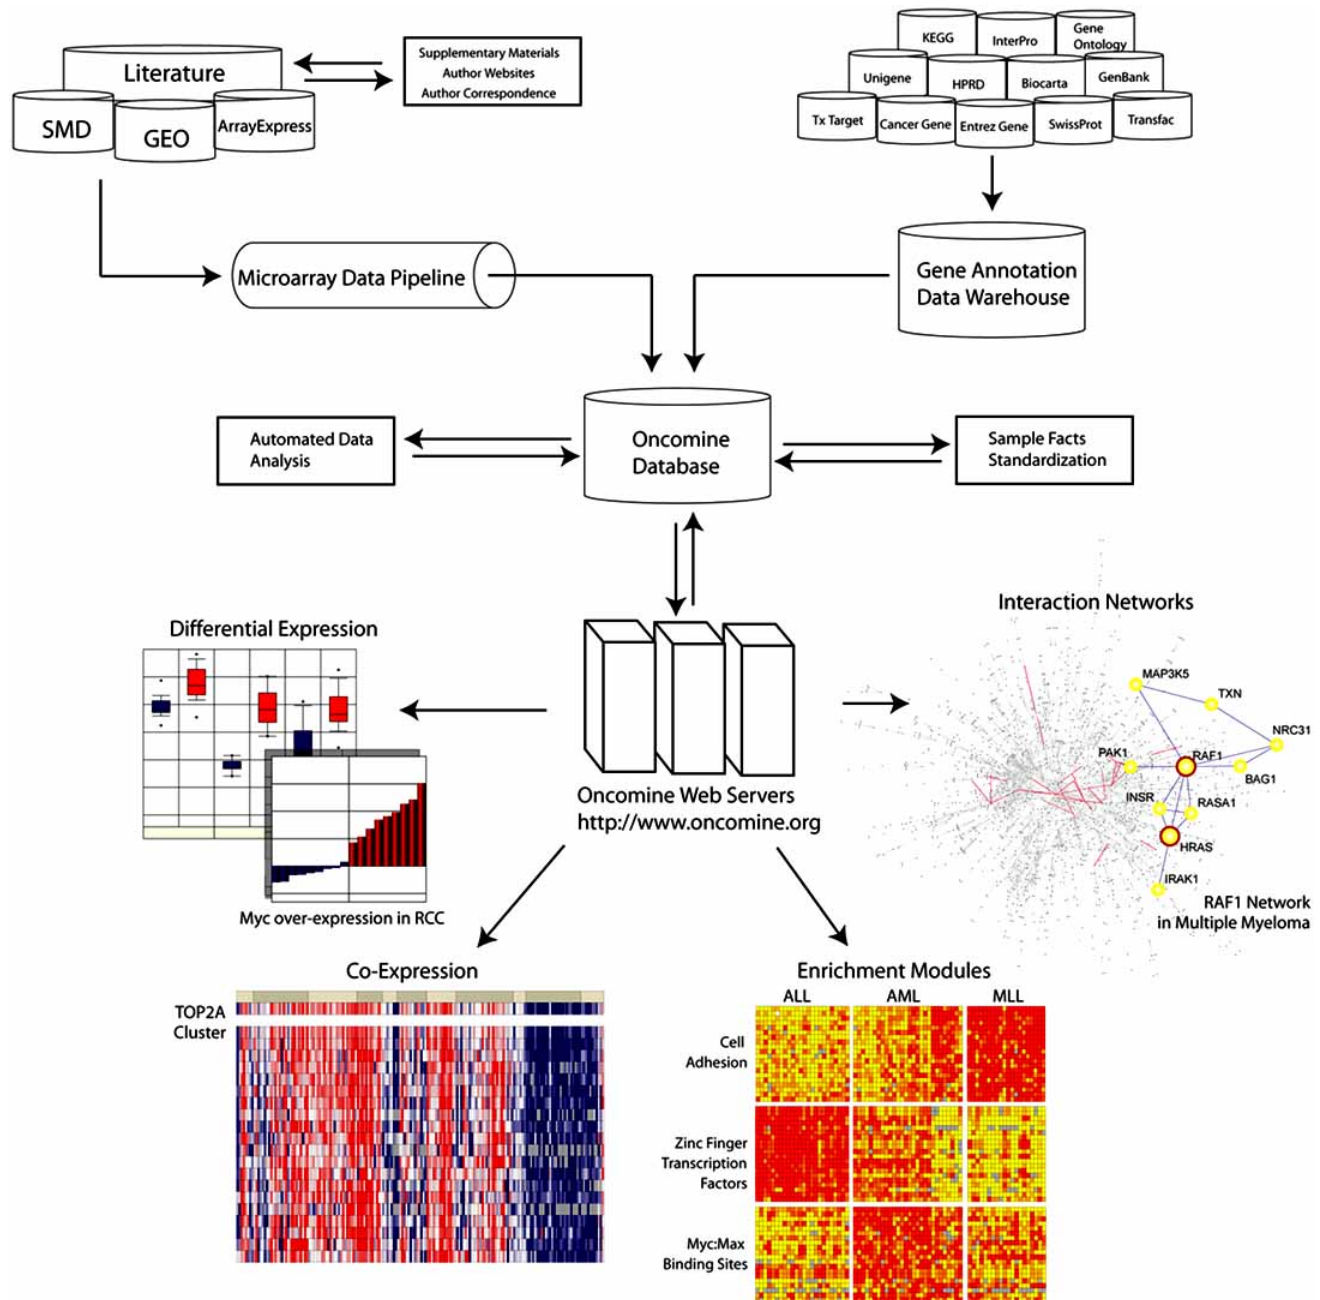 Literature
SMD
GEO
ArrayExpress
Supplementary Materials
Author Websites
Author Correspondence
KEGG
InterPro
Gene
Ontology
Unigene
HPRD
Biocarta
GenBank
Tx Target
Cancer Gene
Entrez Gene
SwissProt
Transfac
Microarray Data Pipeline
Gene Annotation
Data Warehouse
Automated Data
Analysis
Oncomine
Database
Sample Facts
Standardization
Differential Expression
Myc over-expression in RCC
Oncomine Web Servers
http://www.oncomine.org
Interaction Networks
MAP3K5
TXN
NRC31
PAK1
RAF1
BAG1
INSR
RASA1
HRAS
IRAK1
RAF1 Network
in Multiple Myeloma
Co-Expression
TOP2A
Cluster
Enrichment Modules
ALL
AML
MLL
Cell
Adhesion
Zinc Finger
Transcription
Factors
Myc:Max
Binding Sites